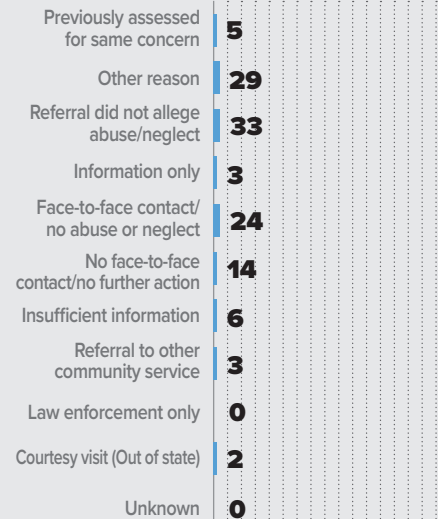 Previously assessed
for same concern 5
Other reason 29
Referral did not allege
abuse/neglect 33
Information only 3
Face-to-face contact/
no abuse or neglect 24
No face-to-face
contact/no further action 14
Insufficient information 6
Referral to other
community service 3
Law enforcement only 0
Courtesy visit (Out of state) 2
Unknown 0